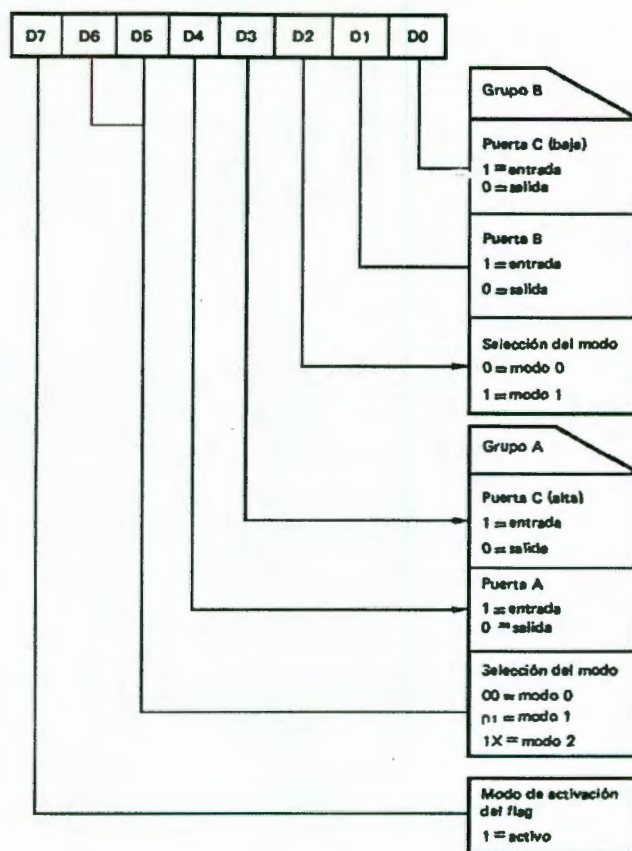 D7 D6 D5 D4 D3 D2 D1 D0
Grupo B
Puerta C (baja)
1 = entrada
0 = salida
Puerta B
1 = entrada
0 = salida
Selección del modo
0 = modo 0
1 = modo 1
Grupo A
Puerta C (alta)
1 = entrada
0 = salida
Puerta A
1 = entrada
0 = salida
Selección del modo
00 = modo 0
01 = modo 1
1X = modo 2
Modo de activación
del flag
1 = activo